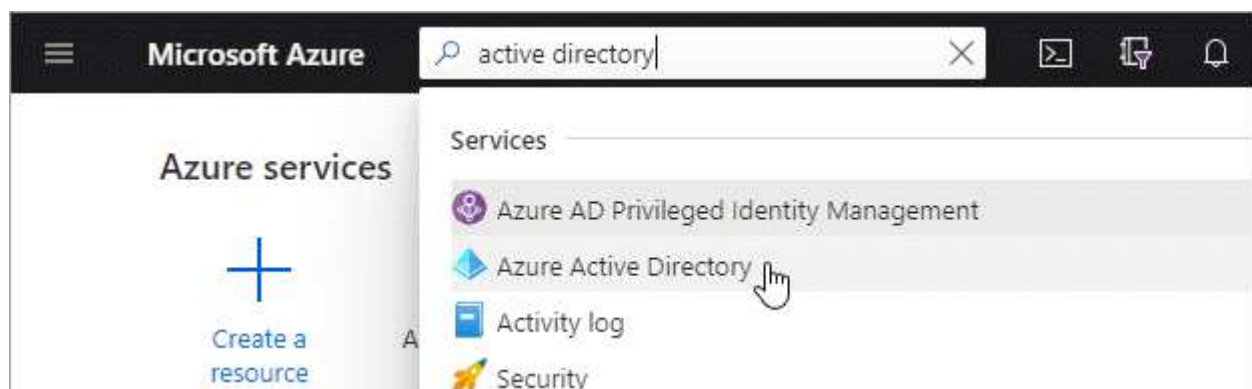 Microsoft Azure
active directory
Azure services
Create a
resource
A
Services
Azure AD Privileged Identity Management
Azure Active Directory
Activity log
Security